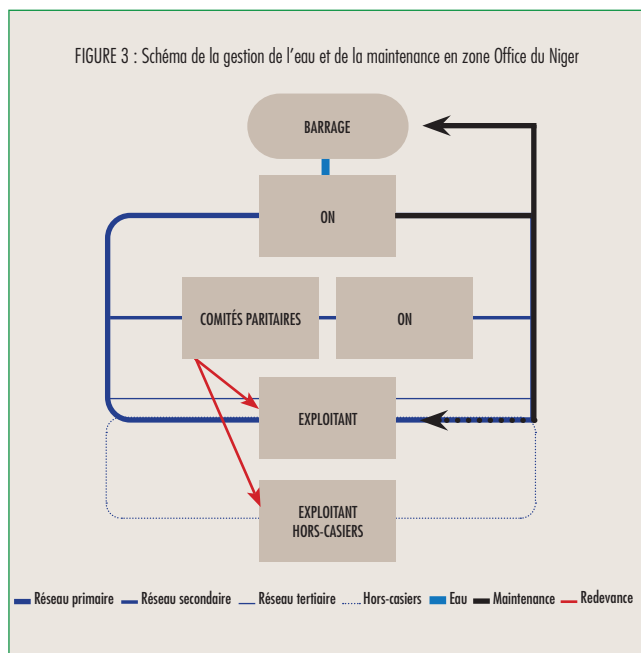 FIGURE 3 : Schéma de la gestion de l'eau et de la maintenance en zone Office du Niger
BARRAGE
ON
COMITÉS PARITAIRES
ON
EXPLOITANT
EXPLOITANT
HORS-CASIERS
Réseau primaire Réseau secondaire Réseau tertiaire Hors-casiers Eau Maintenance Redevance